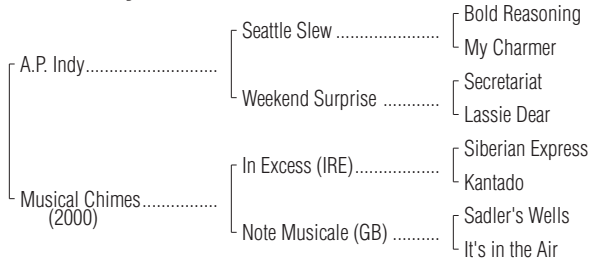 Bold Reasoning
Seattle Slew ....................
My Charmer
A.P. Indy.........................
Secretariat
Weekend Surprise ............
Lassie Dear
Siberian Express
In Excess (IRE)..................
Kantado
Musical Chimes................
(2000)
Sadler's Wells
Note Musicale (GB) ..........
It's in the Air